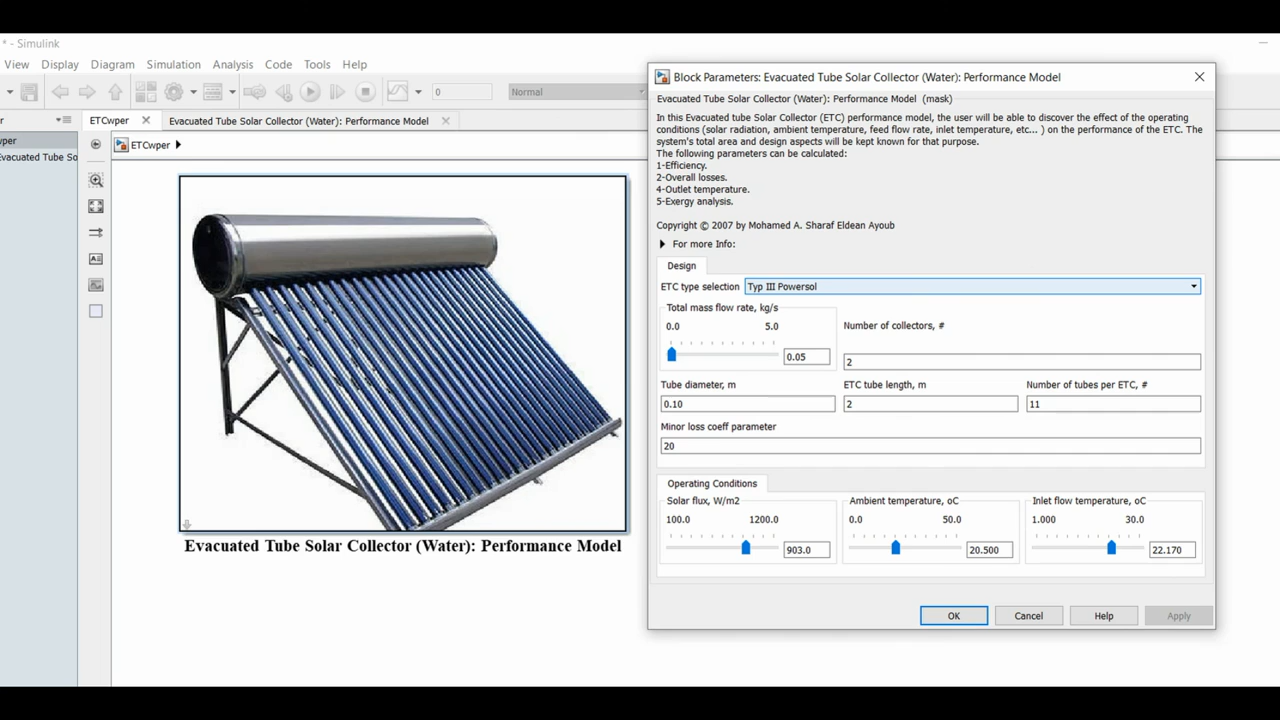 * - Simulink
View Display Diagram Simulation Analysis Code Tools Help
0 Normal
ETCwper Evacuated Tube Solar Collector (Water): Performance Model
wper
ETCwper
Evacuated Tube So
Evacuated Tube Solar Collector (Water): Performance Model
Block Parameters: Evacuated Tube Solar Collector (Water): Performance Model
Evacuated Tube Solar Collector (Water): Performance Model (mask)
In this Evacuated tube Solar Collector (ETC) performance model, the user will be able to discover the effect of the operating
conditions (solar radiation, ambient temperature, feed flow rate, inlet temperature, etc... ) on the performance of the ETC. The
system's total area and design aspects will be kept known for that purpose.
The following parameters can be calculated:
1-Efficiency.
2-Overall losses.
4-Outlet temperature.
5-Exergy analysis.
Copyright © 2007 by Mohamed A. Sharaf Eldean Ayoub
For more Info:
Design
ETC type selection Typ III Powersol
Total mass flow rate, kg/s
0.0 5.0
0.05
Number of collectors, #
2
Tube diameter, m ETC tube length, m Number of tubes per ETC, #
0.10 2 11
Minor loss coeff parameter
20
Operating Conditions
Solar flux, W/m2 Ambient temperature, oC Inlet flow temperature, oC
100.0 1200.0 0.0 50.0 1.000 30.0
903.0 20.500 22.170
OK Cancel Help Apply